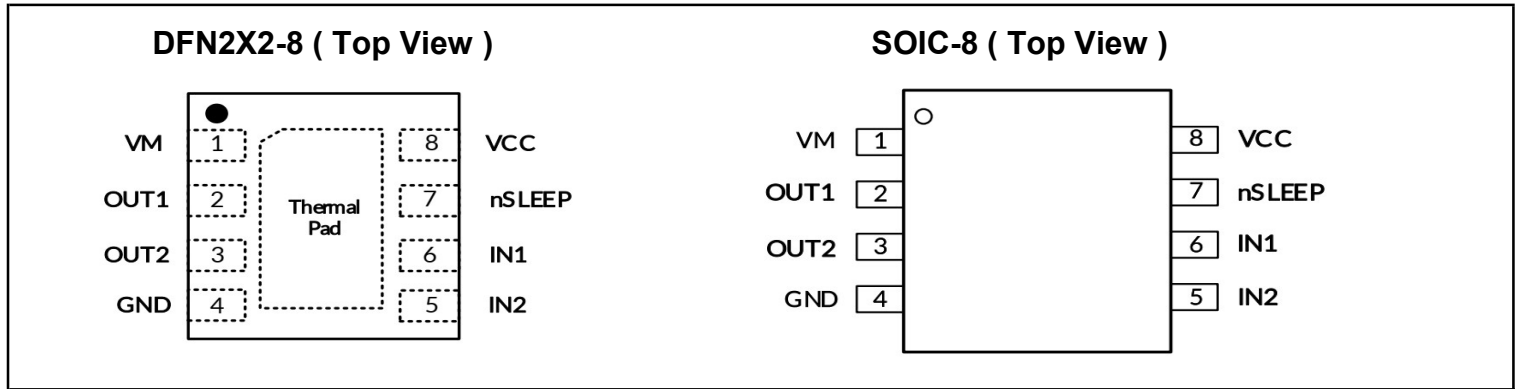 DFN2X2-8 ( Top View )
VM 1 8 VCC
OUT1 2 7 nSLEEP
Thermal
Pad
OUT2 3 6 IN1
GND 4 5 IN2
SOIC-8 ( Top View )
VM 1 8 VCC
OUT1 2 7 nSLEEP
OUT2 3 6 IN1
GND 4 5 IN2